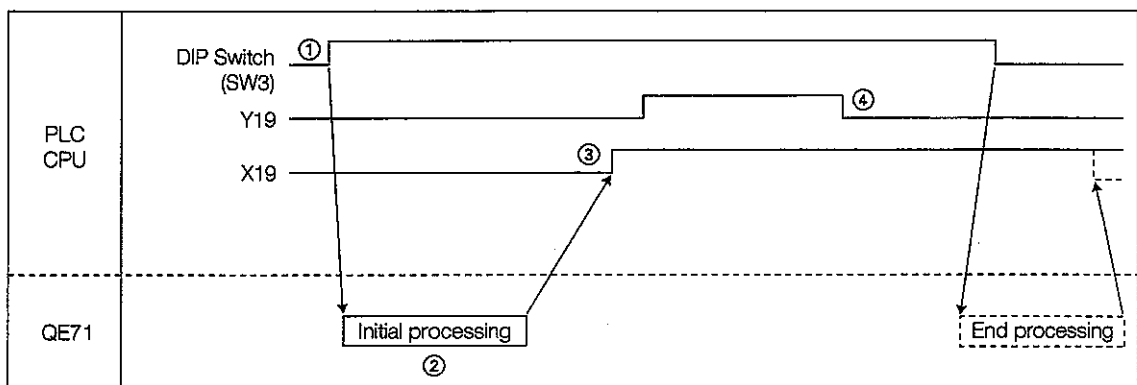 PLC
CPU
DIP Switch
(SW3)
①
Y19
④
X19
③
QE71
Initial processing
②
End processing